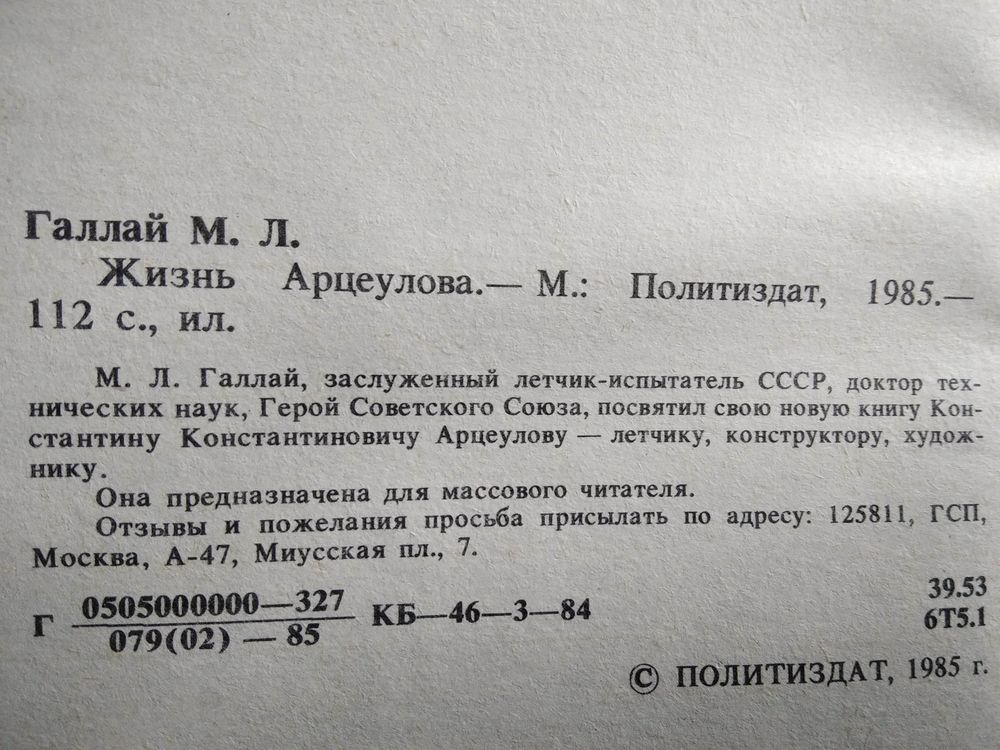 Галлай М. Л.
Жизнь Арцеулова.— М.: Политиздат, 1985.—
112 с., ил.
М. Л. Галлай, заслуженный летчик-испытатель СССР, доктор тех-
нических наук, Герой Советского Союза, посвятил свою новую книгу Кон-
стантину Константиновичу Арцеулову — летчику, конструктору, худож-
нику.
Она предназначена для массового читателя.
Отзывы и пожелания просьба присылать по адресу: 125811, ГСП,
Москва, А-47, Миусская пл., 7.
Г 0505000000—327 КБ—46—3—84
079(02) — 85
39.53
6Т5.1
© ПОЛИТИЗДАТ, 1985 г.